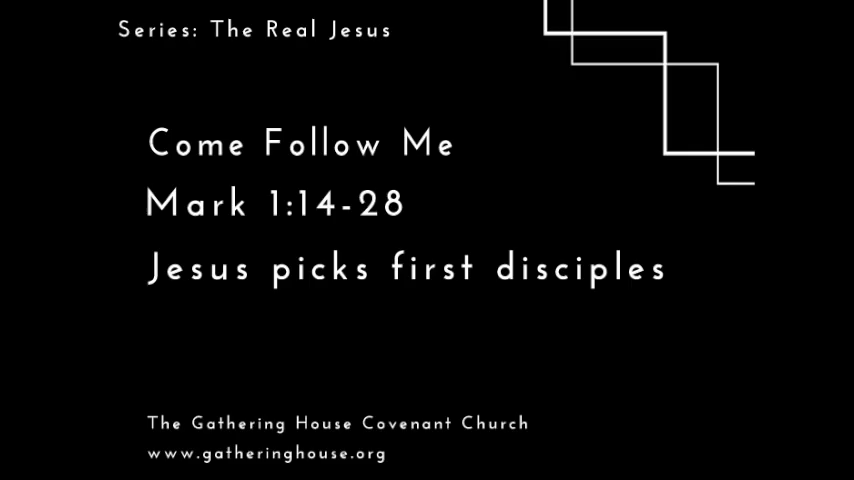 Series: The Real Jesus
Come Follow Me
Mark 1:14-28
Jesus picks first disciples
The Gathering House Covenant Church
www.gatheringhouse.org